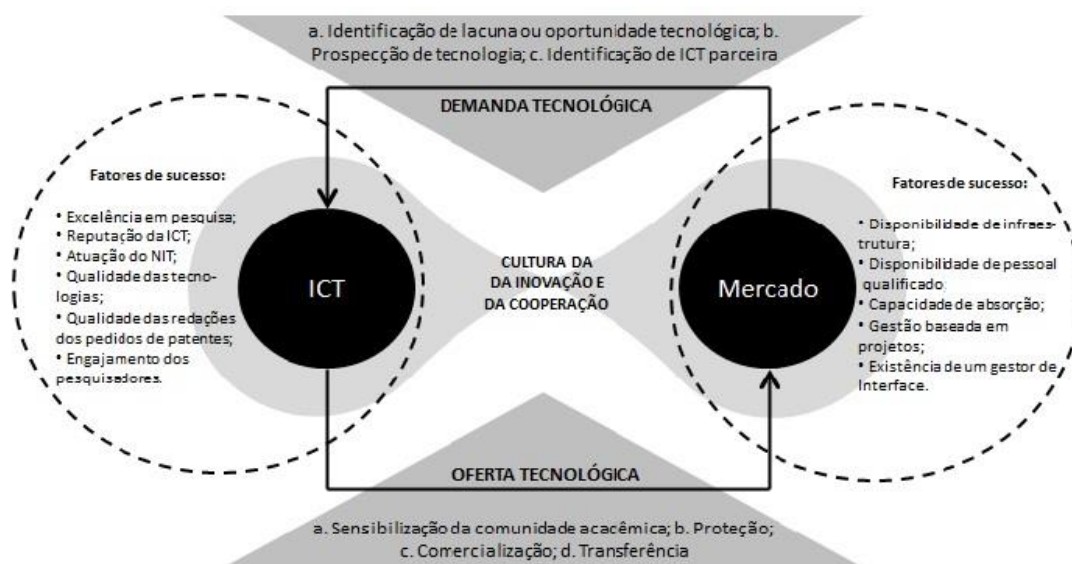 a. Identificação de lacuna ou oportunidade tecnológica; b.
Prospecção de tecnologia; c. Identificação de ICT parceira
DEMANDA TECNOLÓGICA
Fatores de sucesso:
• Excelência em pesquisa;
• Reputação da ICT;
• Atuação do NIT;
• Qualidade das tecno-
logias;
• Qualidade das redações
dos pedidos de patentes;
• Engajamento dos
pesquisadores.
ICT
CULTURA DA
DA INOVAÇÃO E
DA COOPERAÇÃO
Mercado
Fatores de sucesso:
• Disponibilidade de infraes-
trutura;
• Disponibilidade de pessoal
qualificado
• Capacidade de absorção;
• Gestão baseada em
projetos;
• Existência de um gestor de
Interface.
OFERTA TECNOLÓGICA
a. Sensibilização da comunidade acacêmica; b. Proteção;
c. Comercialização; d. Transferência